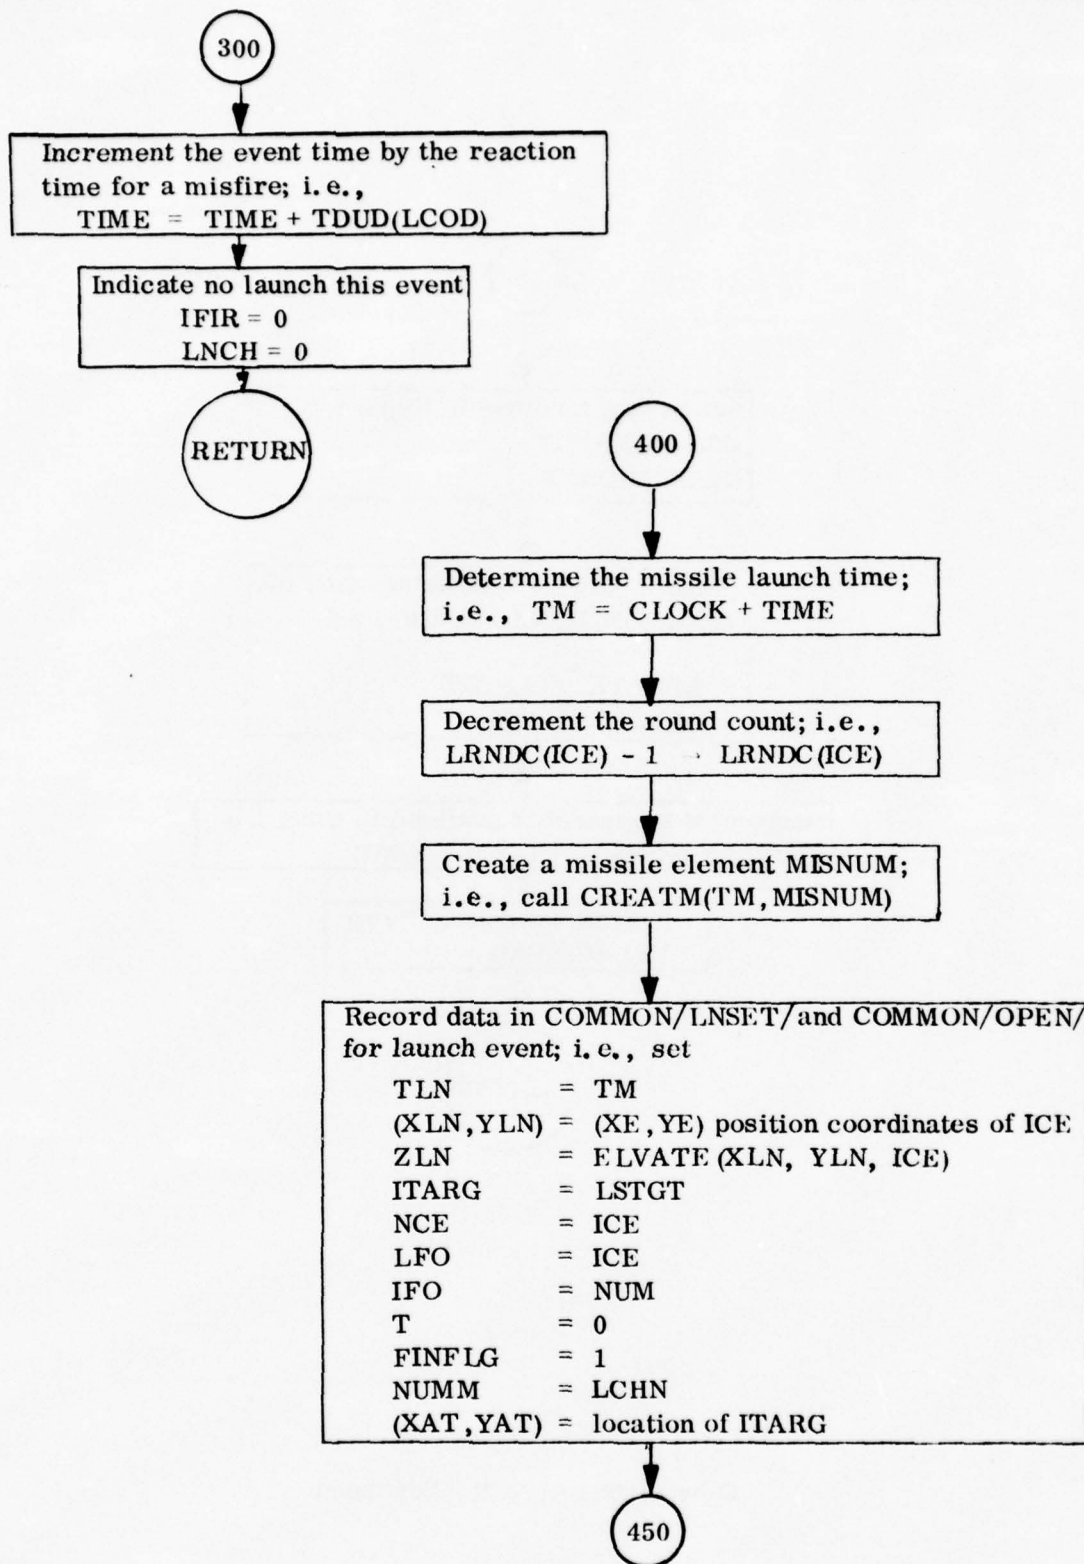 300
Increment the event time by the reaction
time for a misfire; i.e.,
TIME = TIME + TDUD(LCOD)
Indicate no launch this event
IFIR = 0
LNCH = 0
RETURN
400
Determine the missile launch time;
i.e., TM = CLOCK + TIME
Decrement the round count; i.e.,
LRNDC(ICE) - 1 → LRNDC(ICE)
Create a missile element MISNUM;
i.e., call CREATM(TM,MISNUM)
Record data in COMMON/LNSET/and COMMON/OPEN/
for launch event; i.e., set
TLN = TM
(XLN,YLN) = (XE,YE) position coordinates of ICE
ZLN = ELVATE(XLN, YLN, ICE)
ITARG = LSTGT
NCE = ICE
LFO = ICE
IFO = NUM
T = 0
FINFLG = 1
NUMM = LCHN
(XAT,YAT) = location of ITARG
450